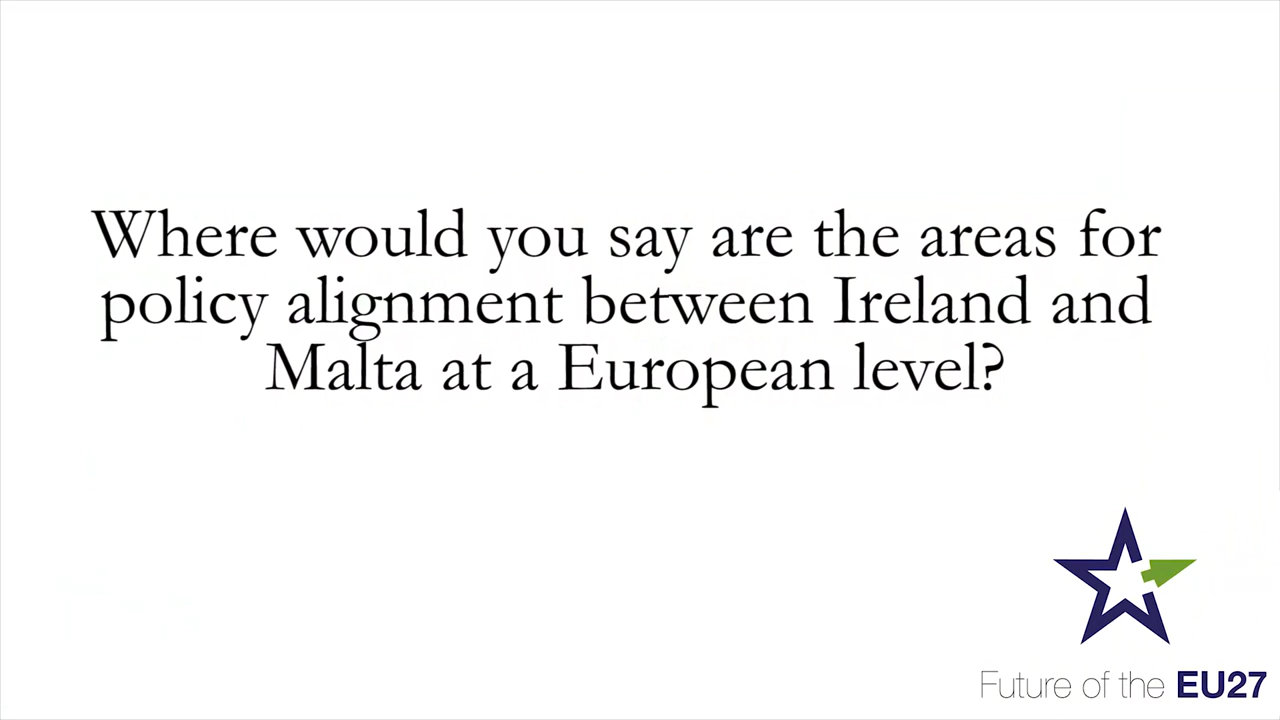 Where would you say are the areas for
policy alignment between Ireland and
Malta at a European level?
Future of the EU27